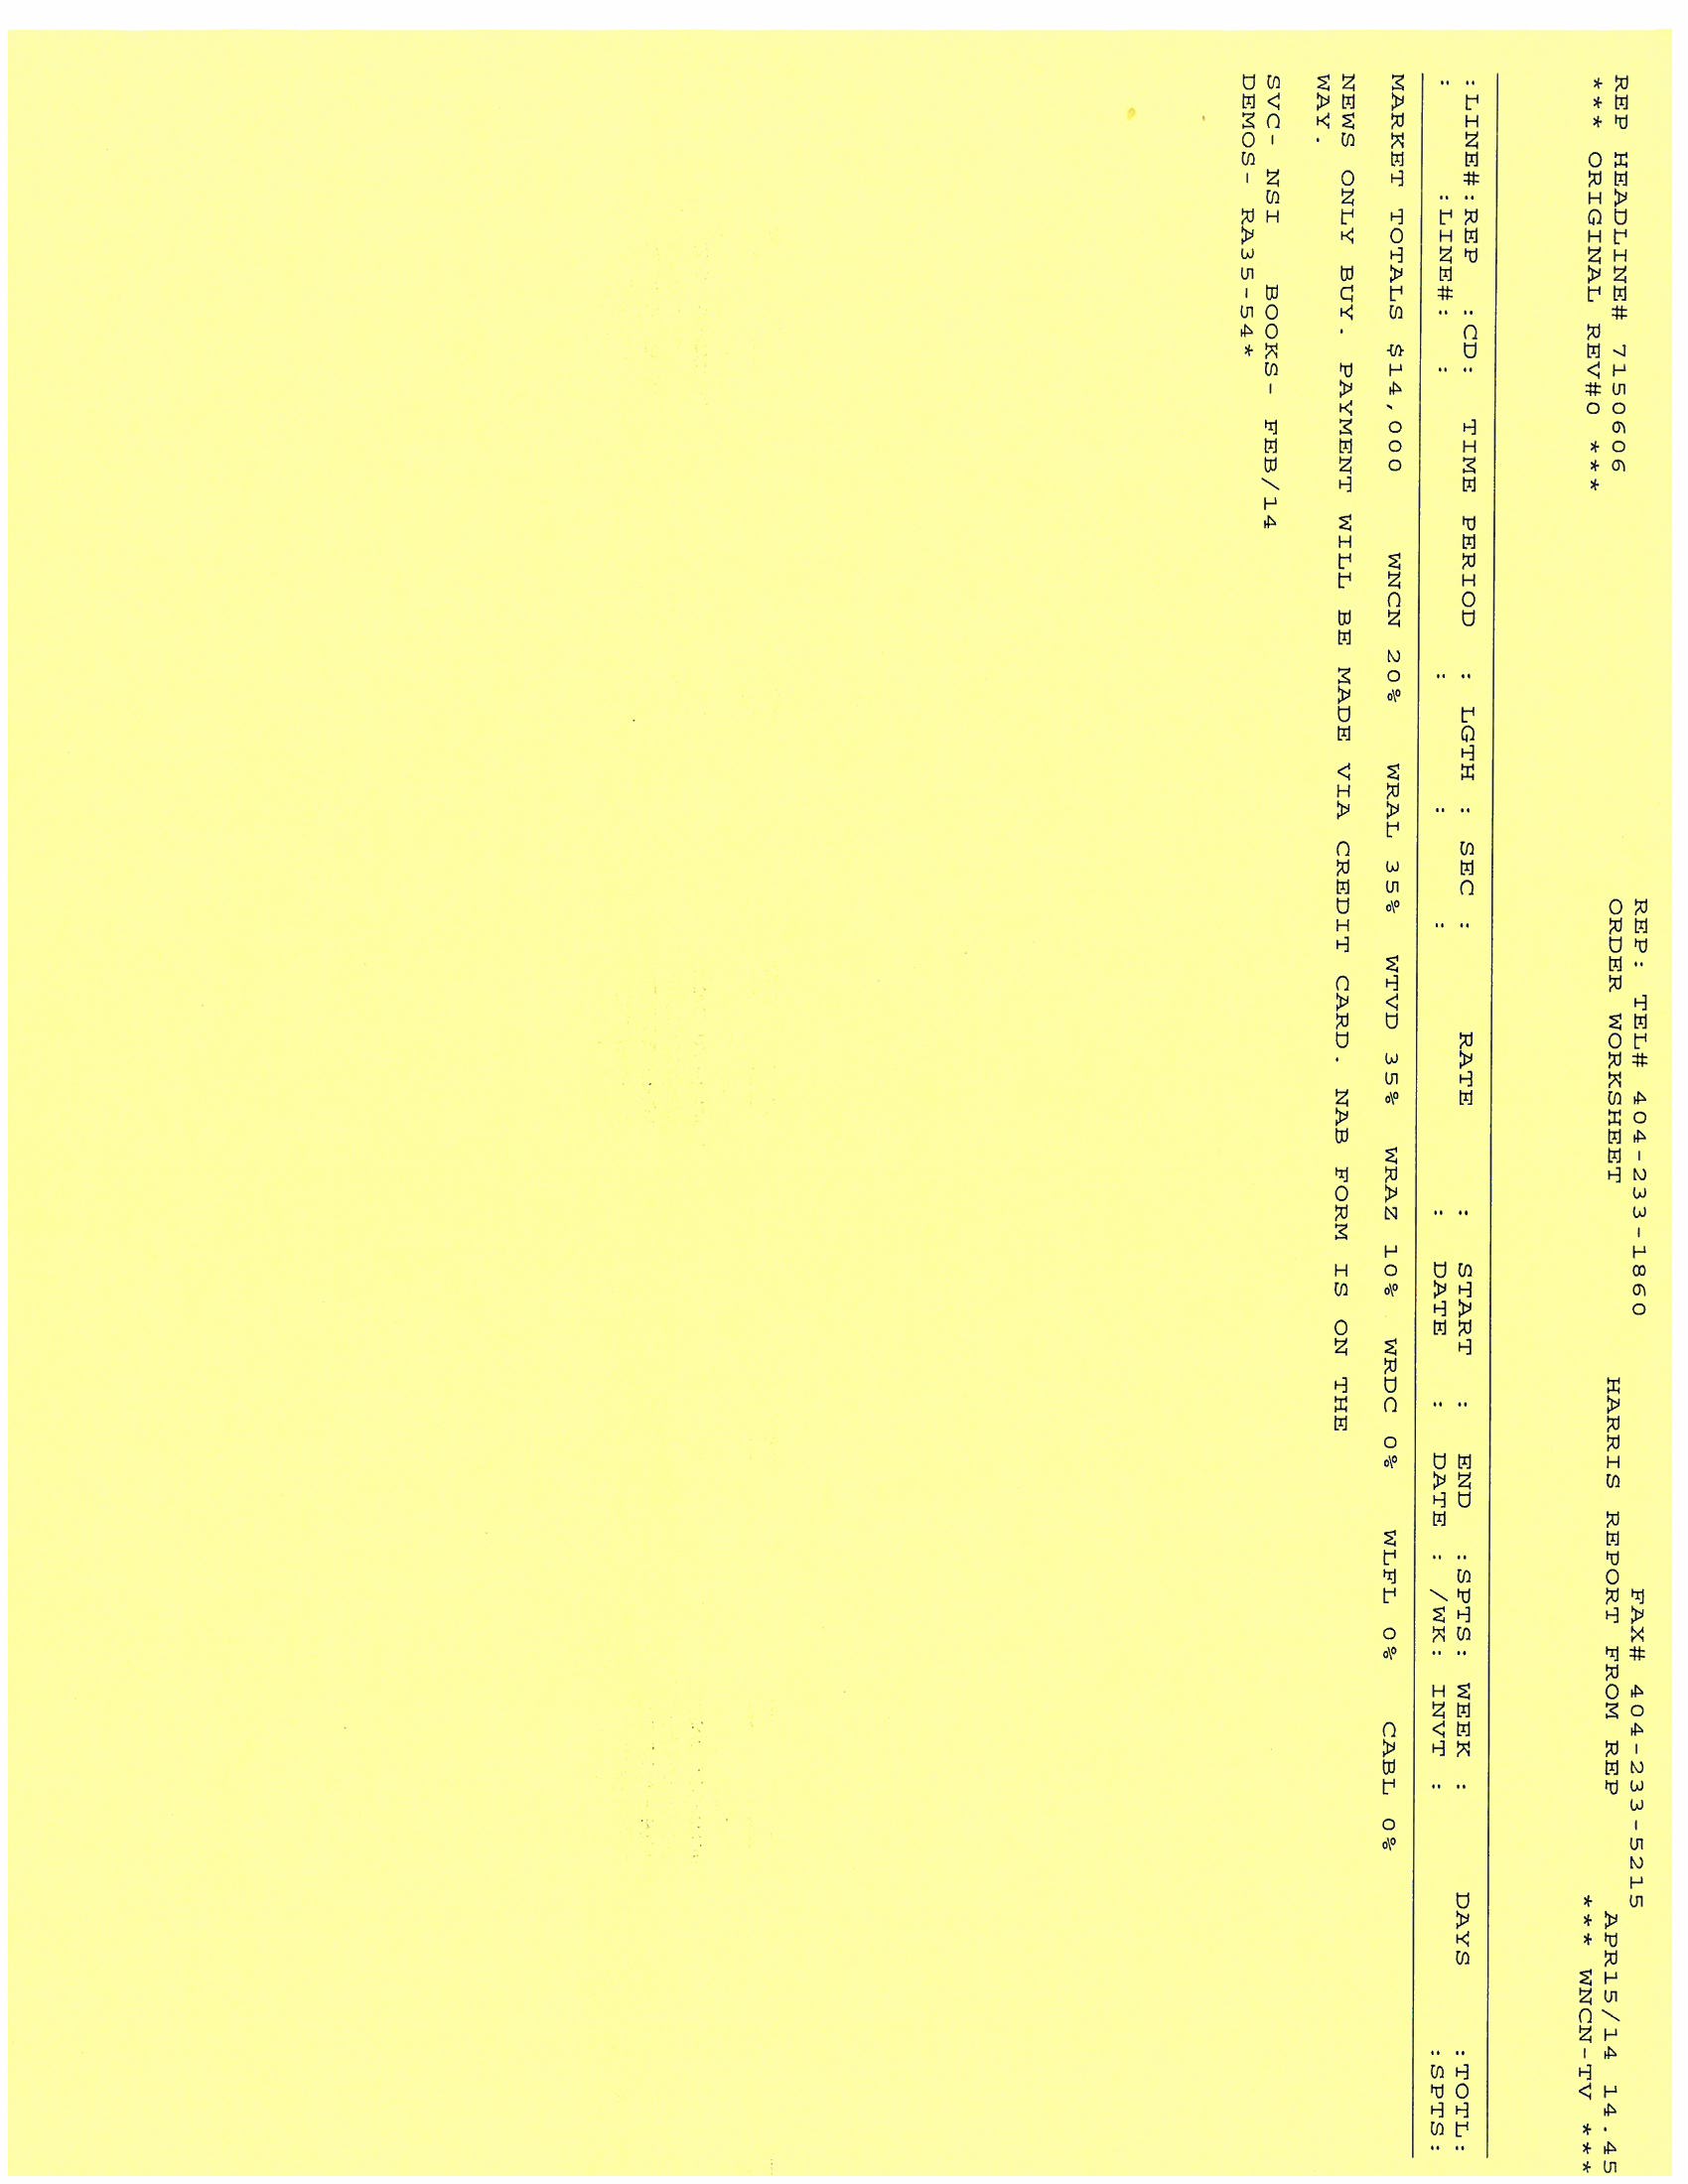 REP: TEL# 404-233-1860 FAX# 404-233-5215
REP HEADLINE# 7150606 ORDER WORKSHEET HARRIS REPORT FROM REP APR15/14 14.45
*** ORIGINAL REV#0 *** *** WNCN-TV ***
:LINE#:REP :CD: TIME PERIOD : LGTH : SEC : RATE : START : END :SPTS: WEEK : DAYS :TOTL:
: :LINE#: : : : : : DATE : DATE : /WK: INVT : :SPTS:
MARKET TOTALS $14,000 WNCN 20% WRAL 35% WTVD 35% WRAZ 10% WRDC 0% WLFL 0% CABL 0%
NEWS ONLY BUY. PAYMENT WILL BE MADE VIA CREDIT CARD. NAB FORM IS ON THE
WAY.
SVC- NSI BOOKS- FEB/14
DEMOS- RA35-54*